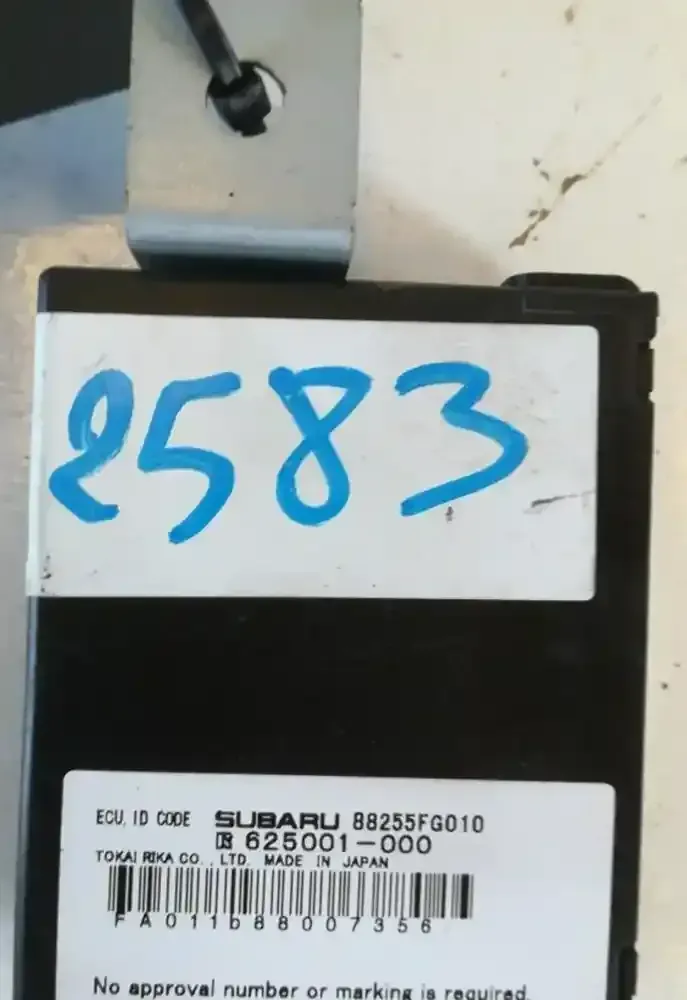 2583
ECU, ID CODE SUBARU 88255FG010
625001-000
TOKAI RIKA CO., LTD. MADE IN JAPAN
FA011b88007356
No approval number or marking is required.